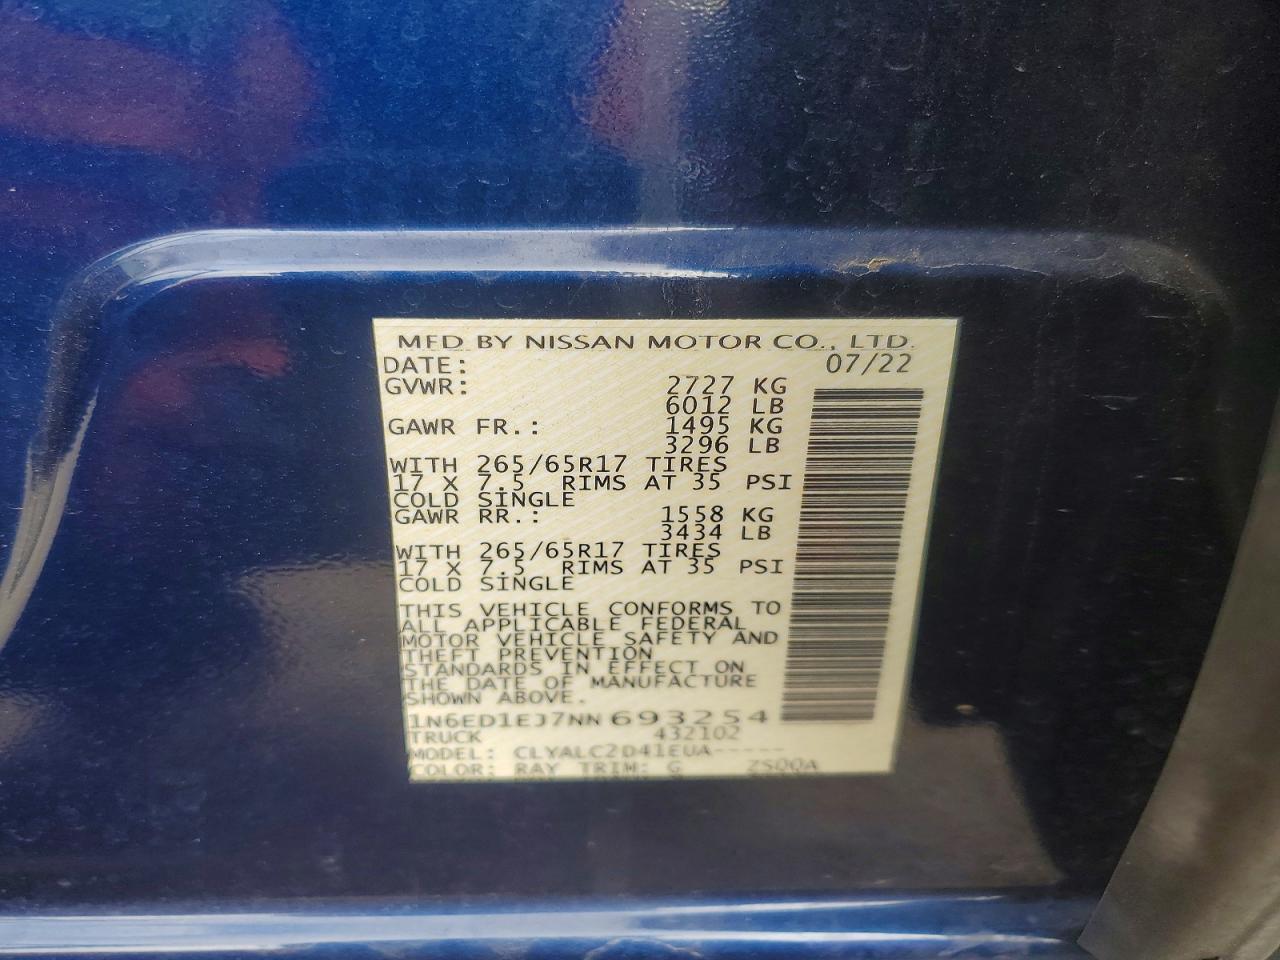 MFD BY NISSAN MOTOR CO., LTD.
DATE: 07/22
GVWR: 2727 KG
6012 LB
GAWR FR.: 1495 KG
3296 LB
WITH 265/65R17 TIRES
17 X 7.5 RIMS AT 35 PSI
COLD SINGLE
GAWR RR.: 1558 KG
3434 LB
WITH 265/65R17 TIRES
17 X 7.5 RIMS AT 35 PSI
COLD SINGLE
THIS VEHICLE CONFORMS TO
ALL APPLICABLE FEDERAL
MOTOR VEHICLE SAFETY AND
THEFT PREVENTION
STANDARDS IN EFFECT ON
THE DATE OF MANUFACTURE
SHOWN ABOVE.
1N6ED1EJ7NN693254
TRUCK 432102
MODEL: CLYALC2D41EUA-----
COLOR: RAY TRIM: G ZSQQA